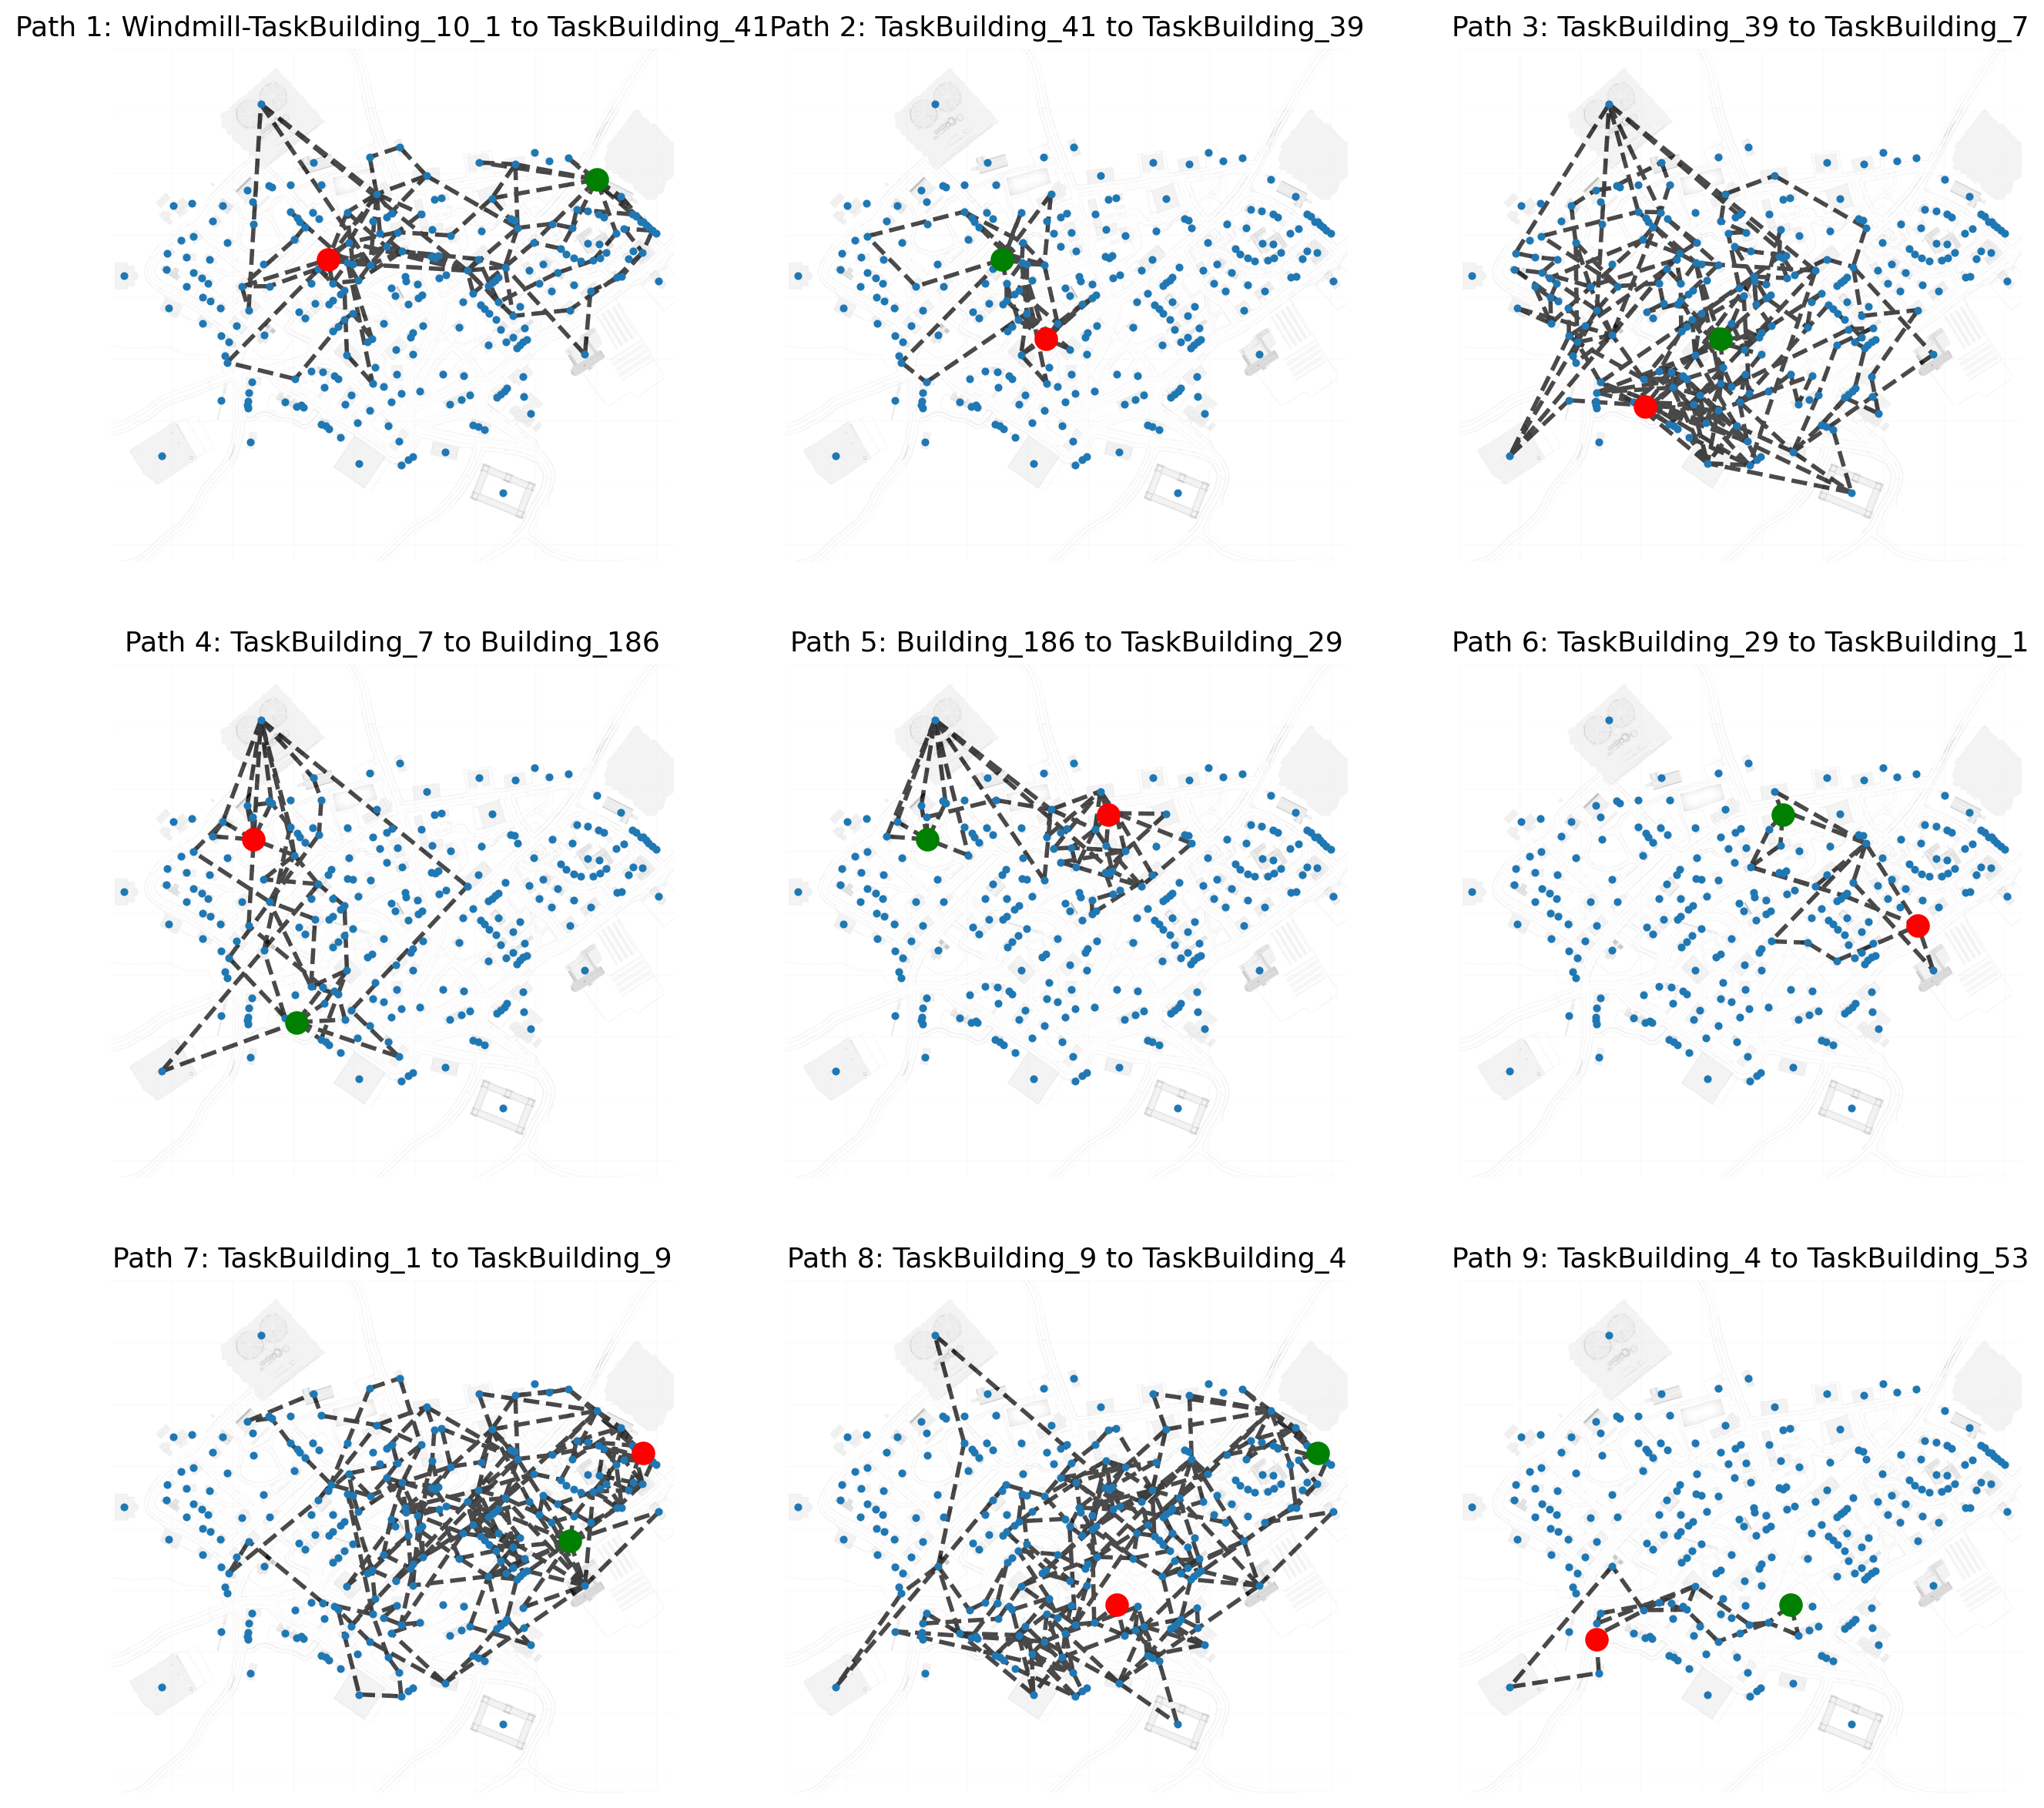 Path 1: Windmill-TaskBuilding_10_1 to TaskBuilding_41
Path 2: TaskBuilding_41 to TaskBuilding_39
Path 3: TaskBuilding_39 to TaskBuilding_7
Path 4: TaskBuilding_7 to Building_186
Path 5: Building_186 to TaskBuilding_29
Path 6: TaskBuilding_29 to TaskBuilding_1
Path 7: TaskBuilding_1 to TaskBuilding_9
Path 8: TaskBuilding_9 to TaskBuilding_4
Path 9: TaskBuilding_4 to TaskBuilding_53